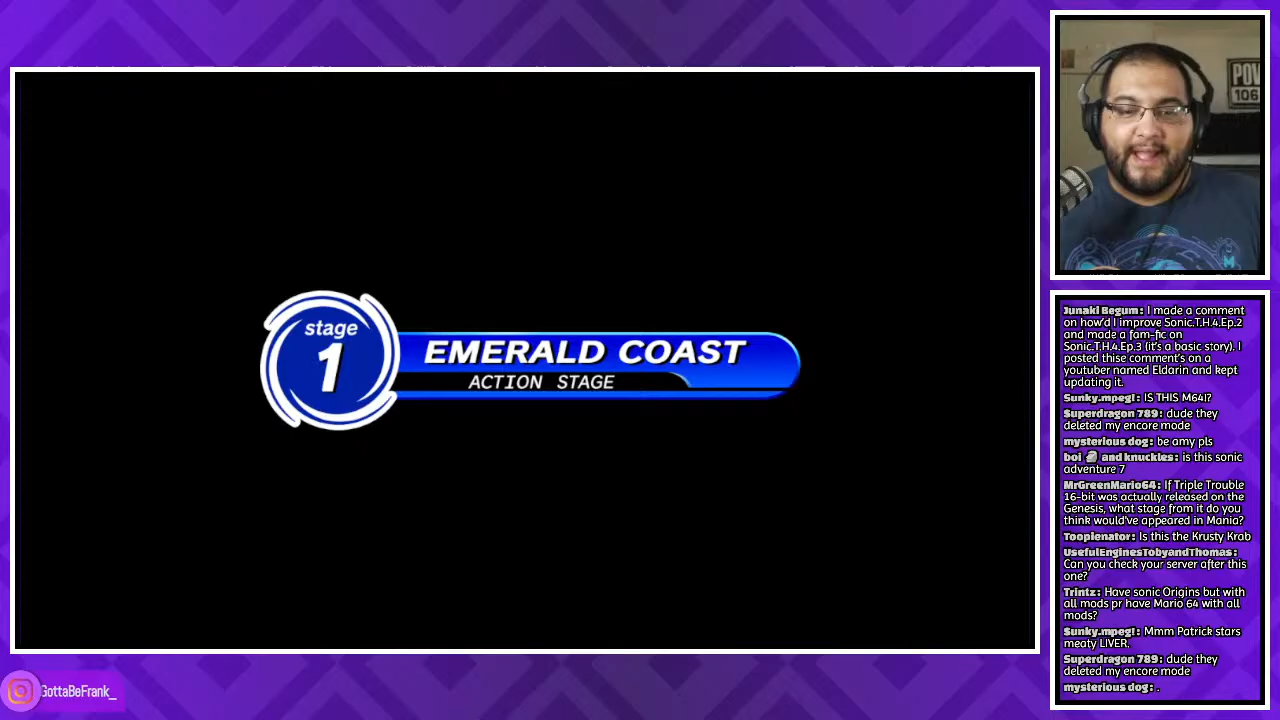 stage
1
EMERALD COAST
ACTION STAGE
POW
106
Junaki Begum: I made a comment
on how'd I improve Sonic.T.H.4.Ep.2
and made a fam-fic on
Sonic.T.H.4.Ep.3 (it's a basic story). I
posted thise comment's on a
youtuber named Eldarin and kept
updating it.
Sunky.mpeg!: IS THIS M64!?
Superdragon 789: dude they
deleted my encore mode
mysterious dog: be amy pls
boi 🗿 and knuckles: is this sonic
adventure 7
MrGreenMario64: If Triple Trouble
16-bit was actually released on the
Genesis, what stage from it do you
think would've appeared in Mania?
Toopienator: Is this the Krusty Krab
UsefulEnginesTobyandThomas:
Can you check your server after this
one?
Trintz: Have sonic Origins but with
all mods pr have Mario 64 with all
mods?
Sunky.mpeg!: Mmm Patrick stars
meaty LIVER.
Superdragon 789: dude they
deleted my encore mode
mysterious dog: .
GottaBeFrank_